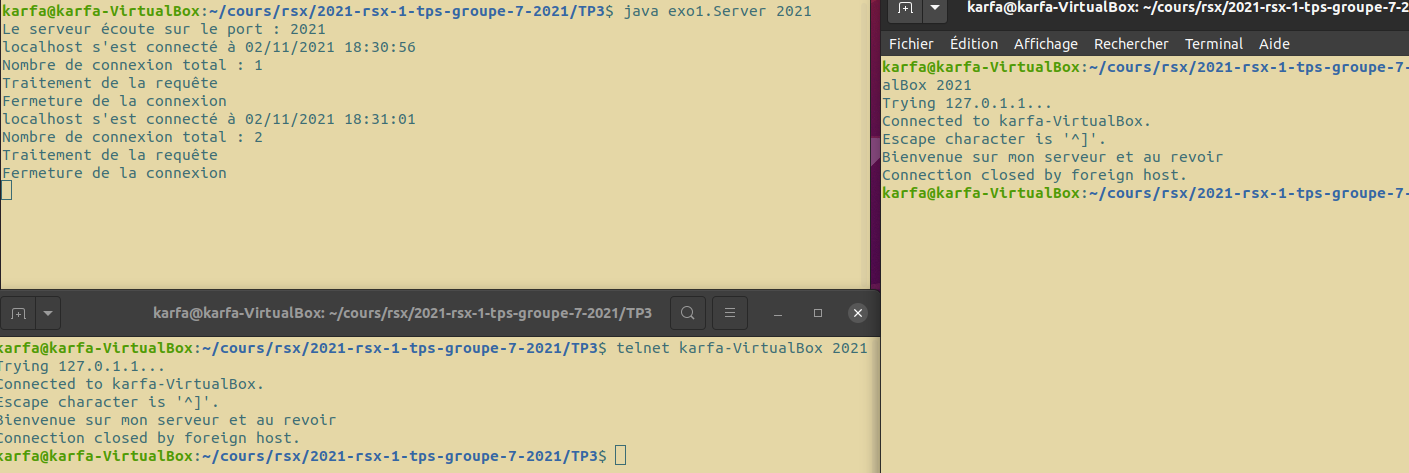 karfa@karfa-VirtualBox:~/cours/rsx/2021-rsx-1-tps-groupe-7-2021/TP3$ java exo1.Server 2021
Le serveur écoute sur le port : 2021
localhost s'est connecté à 02/11/2021 18:30:56
Nombre de connexion total : 1
Traitement de la requête
Fermeture de la connexion
localhost s'est connecté à 02/11/2021 18:31:01
Nombre de connexion total : 2
Traitement de la requête
Fermeture de la connexion
karfa@karfa-VirtualBox: ~/cours/rsx/2021-rsx-1-tps-groupe-7-2021/TP3
karfa@karfa-VirtualBox:~/cours/rsx/2021-rsx-1-tps-groupe-7-2021/TP3$ telnet karfa-VirtualBox 2021
Trying 127.0.1.1...
Connected to karfa-VirtualBox.
Escape character is '^]'.
Bienvenue sur mon serveur et au revoir
Connection closed by foreign host.
karfa@karfa-VirtualBox:~/cours/rsx/2021-rsx-1-tps-groupe-7-2021/TP3$
karfa@karfa-VirtualBox: ~/cours/rsx/2021-rsx-1-tps-groupe-7-2
Fichier Édition Affichage Rechercher Terminal Aide
karfa@karfa-VirtualBox:~/cours/rsx/2021-rsx-1-tps-groupe-7-
alBox 2021
Trying 127.0.1.1...
Connected to karfa-VirtualBox.
Escape character is '^]'.
Bienvenue sur mon serveur et au revoir
Connection closed by foreign host.
karfa@karfa-VirtualBox:~/cours/rsx/2021-rsx-1-tps-groupe-7-